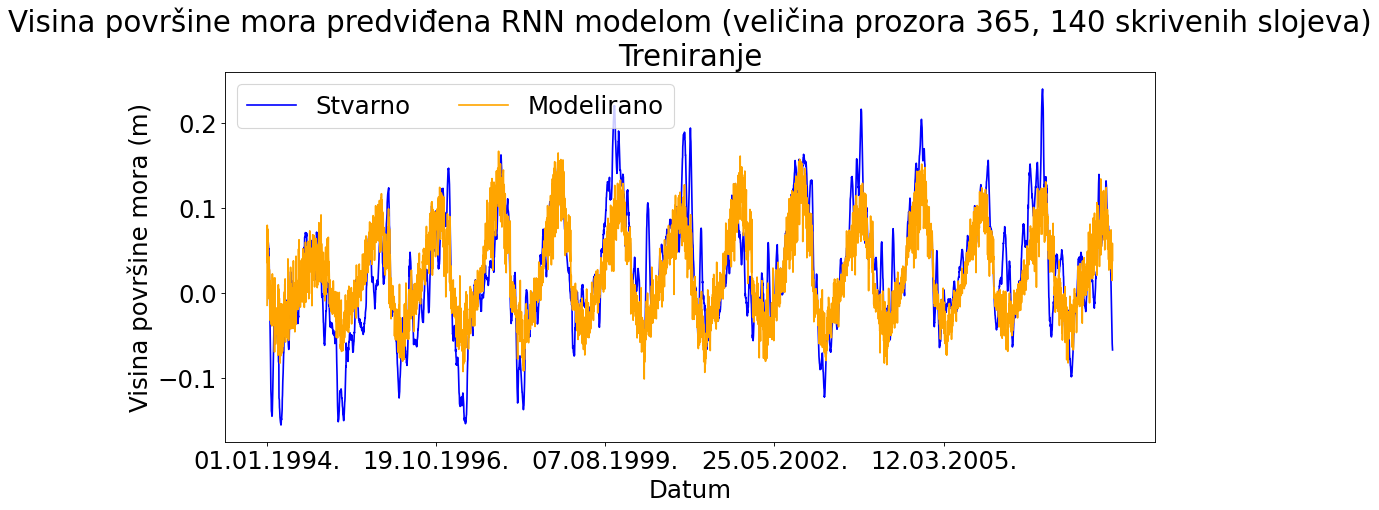 Visina površine mora predviđena RNN modelom (veličina prozora 365, 140 skrivenih slojeva)
Treniranje
Stvarno Modelirano
Visina površine mora (m)
0.2
0.1
0.0
−0.1
01.01.1994. 19.10.1996. 07.08.1999. 25.05.2002. 12.03.2005.
Datum